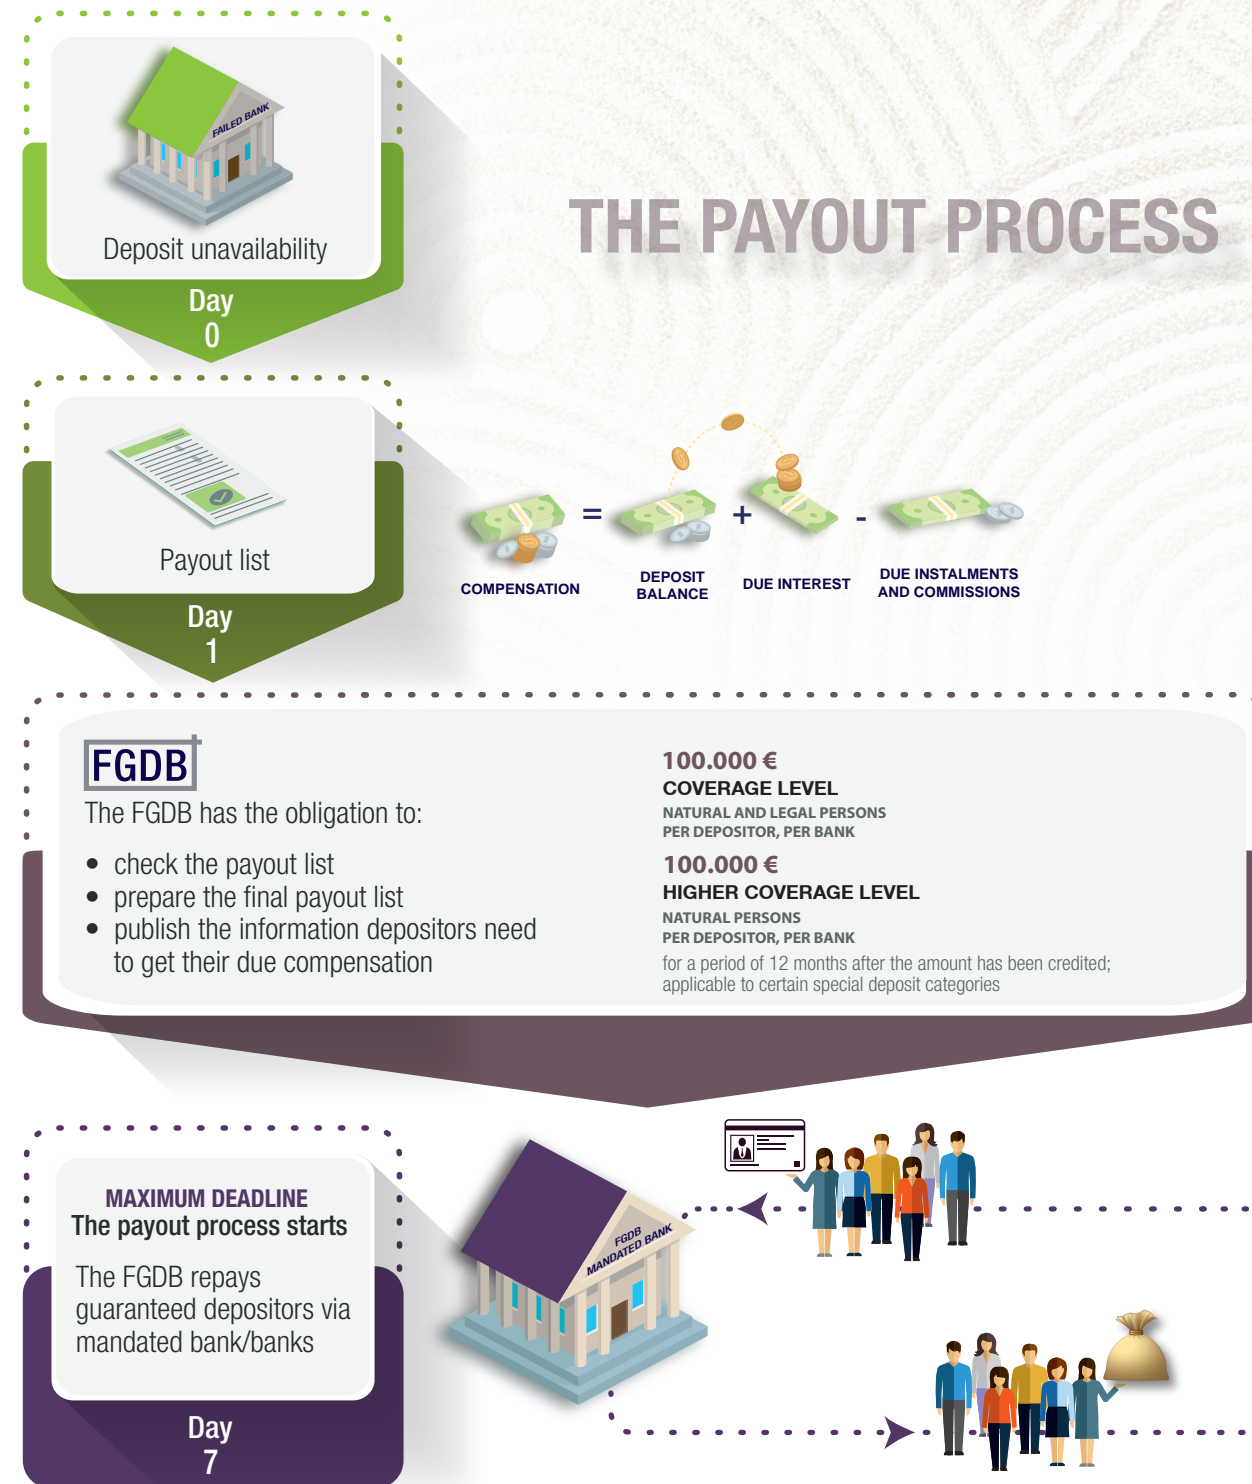 FAILED BANK
Deposit unavailability
Day
0
THE PAYOUT PROCESS
Payout list
Day
1
=
+
-
COMPENSATION
DEPOSIT
BALANCE
DUE INTEREST
DUE INSTALMENTS
AND COMMISSIONS
FGDB
The FGDB has the obligation to:
• check the payout list
• prepare the final payout list
• publish the information depositors need
to get their due compensation
100.000 €
COVERAGE LEVEL
NATURAL AND LEGAL PERSONS
PER DEPOSITOR, PER BANK
100.000 €
HIGHER COVERAGE LEVEL
NATURAL PERSONS
PER DEPOSITOR, PER BANK
for a period of 12 months after the amount has been credited;
applicable to certain special deposit categories
MAXIMUM DEADLINE
The payout process starts
The FGDB repays
guaranteed depositors via
mandated bank/banks
Day
7
FGDB
MANDATED BANK